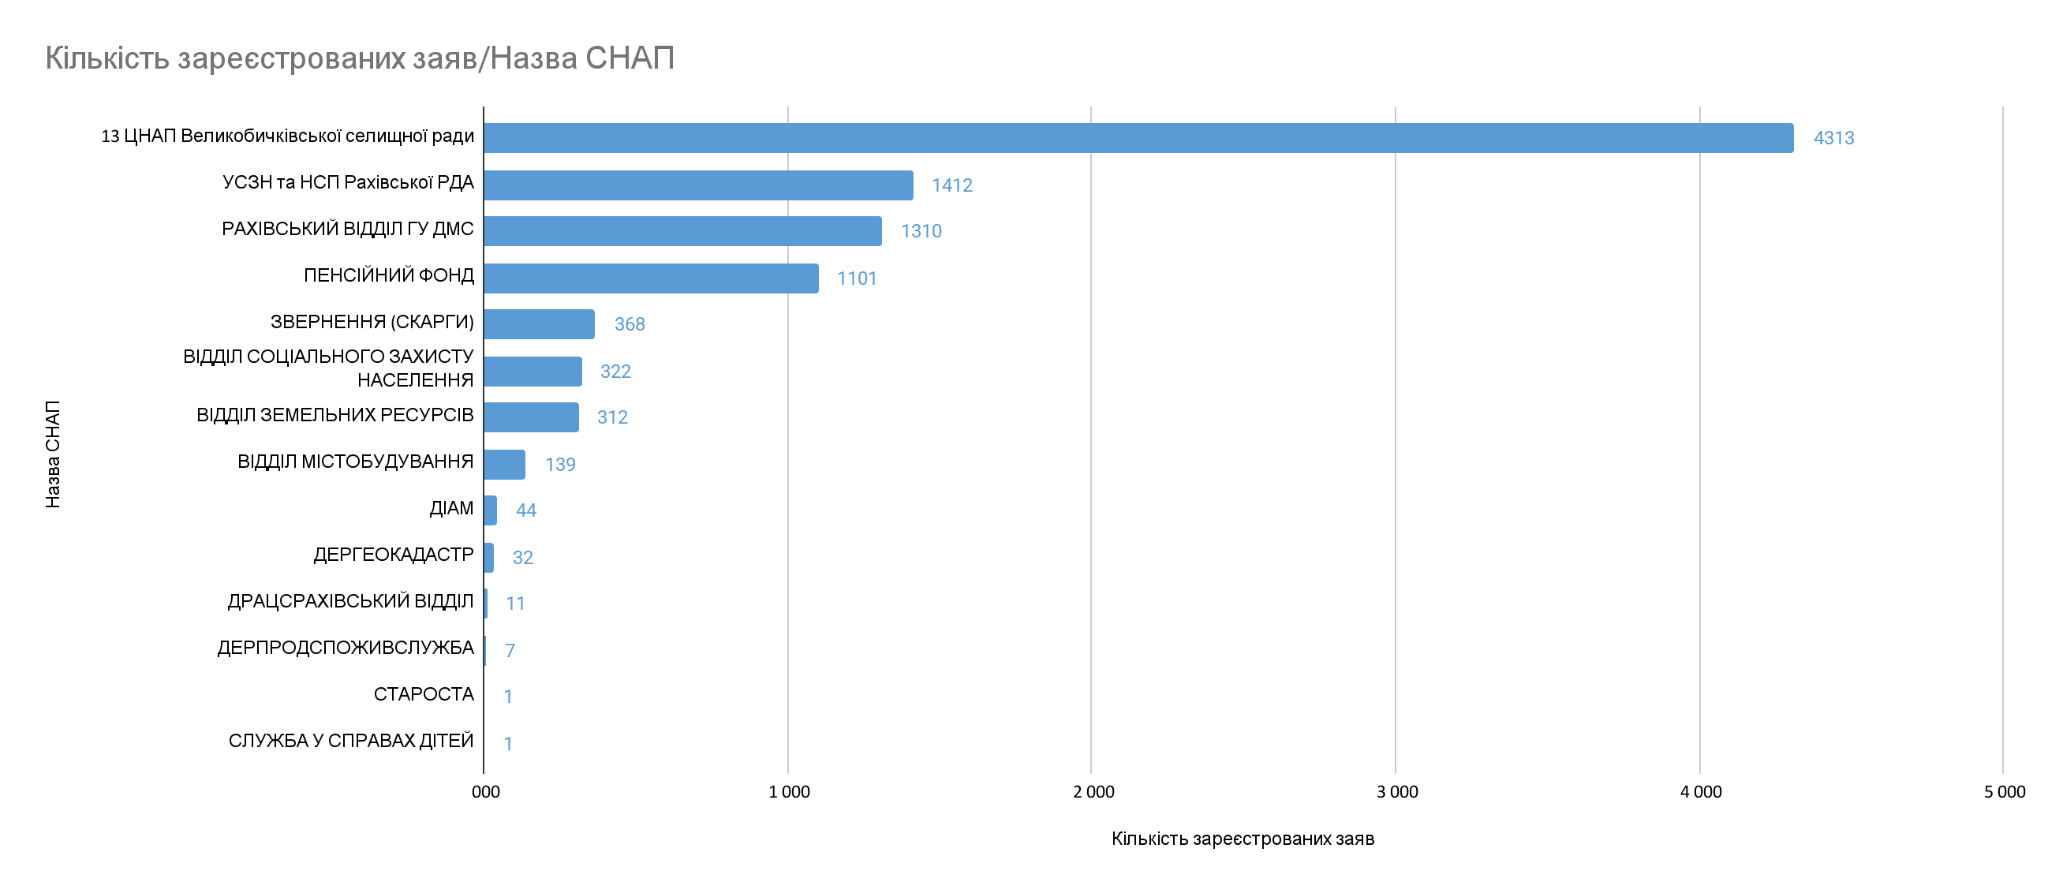 Кількість зареєстрованих заяв/Назва СНАП
13 ЦНАП Великобичківської селищної ради
4313
УСЗН та НСП Рахівської РДА
1412
РАХІВСЬКИЙ ВІДДІЛ ГУ ДМС
1310
ПЕНСІЙНИЙ ФОНД
1101
ЗВЕРНЕННЯ (СКАРГИ)
368
ВІДДІЛ СОЦІАЛЬНОГО ЗАХИСТУ
НАСЕЛЕННЯ
322
ВІДДІЛ ЗЕМЕЛЬНИХ РЕСУРСІВ
312
ВІДДІЛ МІСТОБУДУВАННЯ
139
ДІАМ
44
ДЕРГЕОКАДАСТР
32
ДРАЦСРАХІВСЬКИЙ ВІДДІЛ
11
ДЕРПРОДСПОЖИВСЛУЖБА
7
СТАРОСТА
1
СЛУЖБА У СПРАВАХ ДІТЕЙ
1
Назва СНАП
000
1 000
2 000
3 000
4 000
5 000
Кількість зареєстрованих заяв